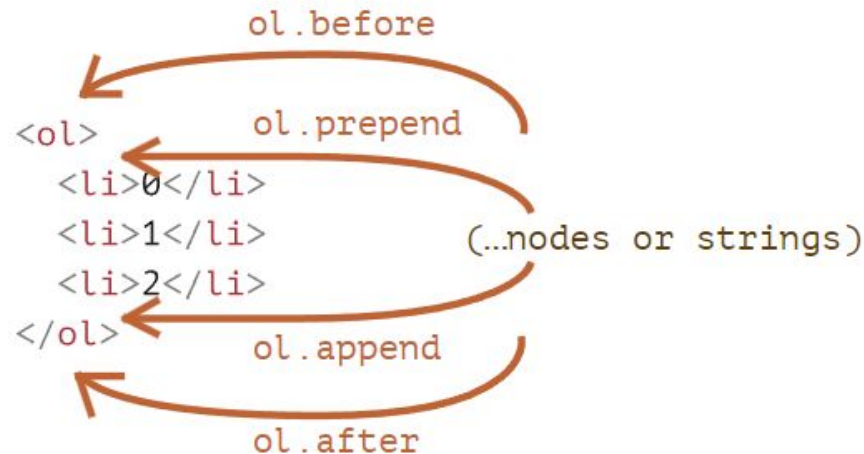 ol.before
<ol>
ol.prepend
<li>0</li>
<li>1</li>
(...nodes or strings)
<li>2</li>
</ol>
ol.append
ol.after